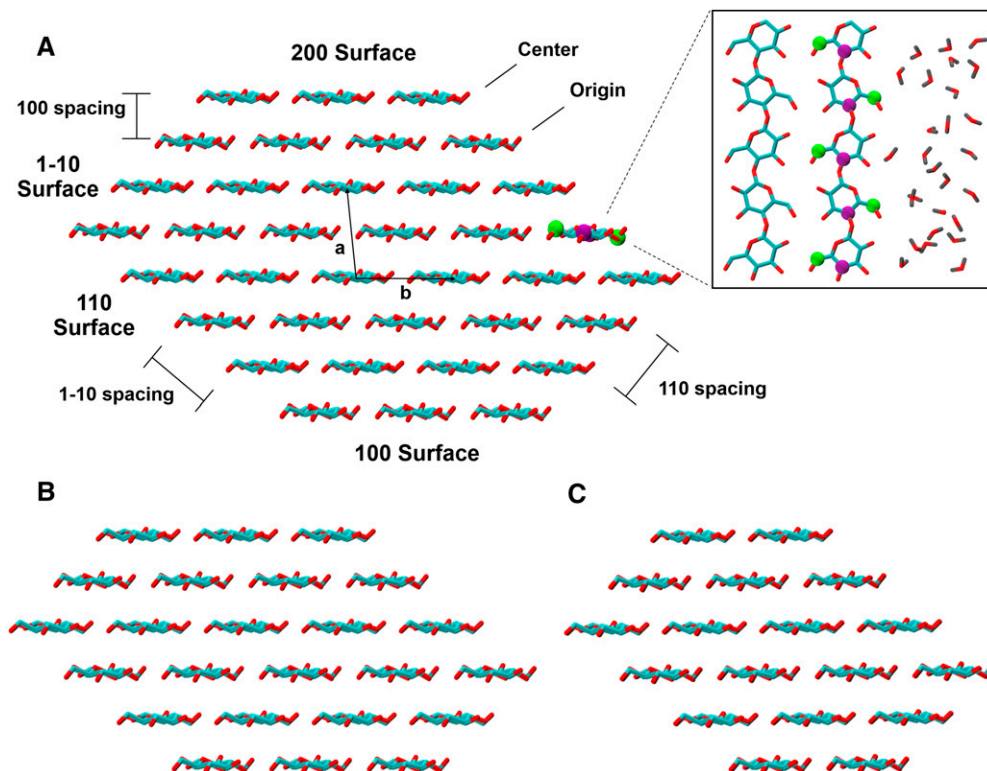 A
200 Surface
Center
100 spacing
Origin
1-10
Surface
a
b
110
Surface
1-10 spacing
110 spacing
100 Surface
B
C